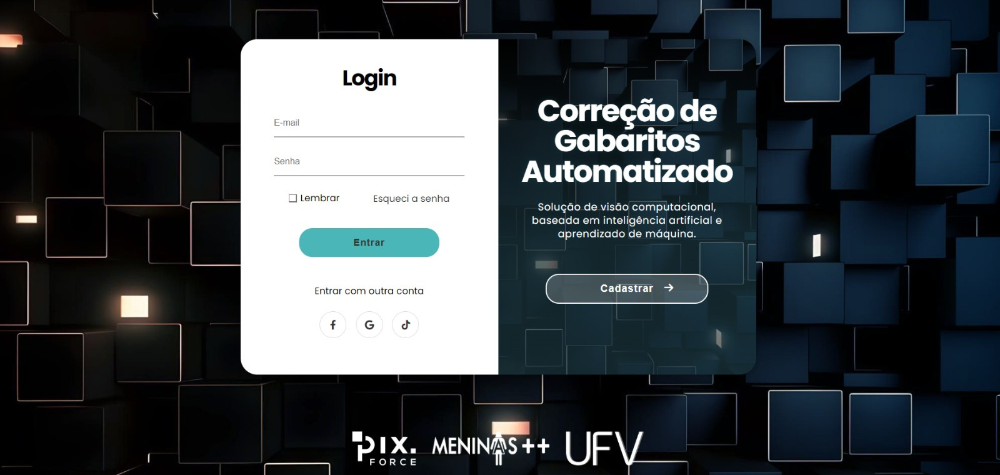 Login
E-mail
Senha
Lembrar
Esqueci a senha
Entrar
Entrar com outra conta
Correção de
Gabaritos
Automatizado
Solução de visão computacional,
baseada em inteligência artificial e
aprendizado de máquina.
Cadastrar
PIX.
FORCE
MENINAS++
UFV